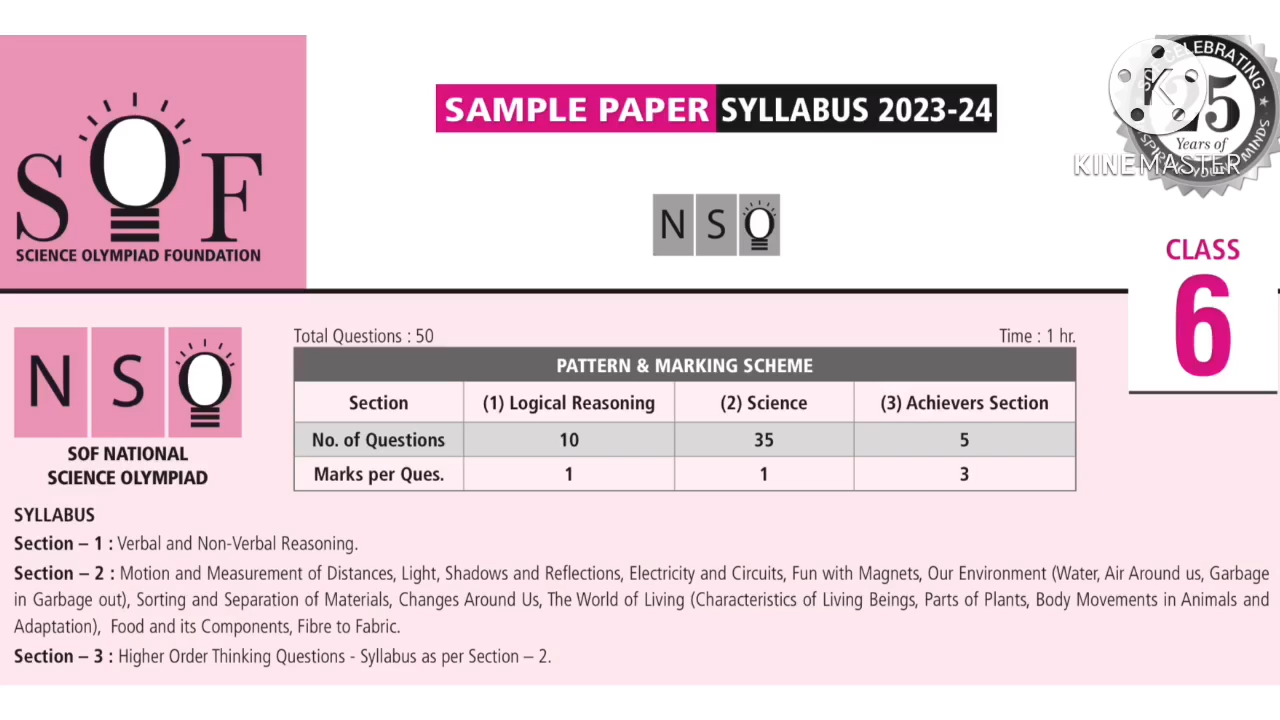 SOF
SCIENCE OLYMPIAD FOUNDATION
SAMPLE PAPER SYLLABUS 2023-24
NSO
CELEBRATING
25
Years of
MINDS
K
KINEMASTER
CLASS
6
NSO
SOF NATIONAL
SCIENCE OLYMPIAD
Total Questions : 50 Time : 1 hr.
PATTERN & MARKING SCHEME
Section (1) Logical Reasoning (2) Science (3) Achievers Section
No. of Questions 10 35 5
Marks per Ques. 1 1 3
SYLLABUS
Section – 1 : Verbal and Non-Verbal Reasoning.
Section – 2 : Motion and Measurement of Distances, Light, Shadows and Reflections, Electricity and Circuits, Fun with Magnets, Our Environment (Water, Air Around us, Garbage
in Garbage out), Sorting and Separation of Materials, Changes Around Us, The World of Living (Characteristics of Living Beings, Parts of Plants, Body Movements in Animals and
Adaptation), Food and its Components, Fibre to Fabric.
Section – 3 : Higher Order Thinking Questions - Syllabus as per Section – 2.